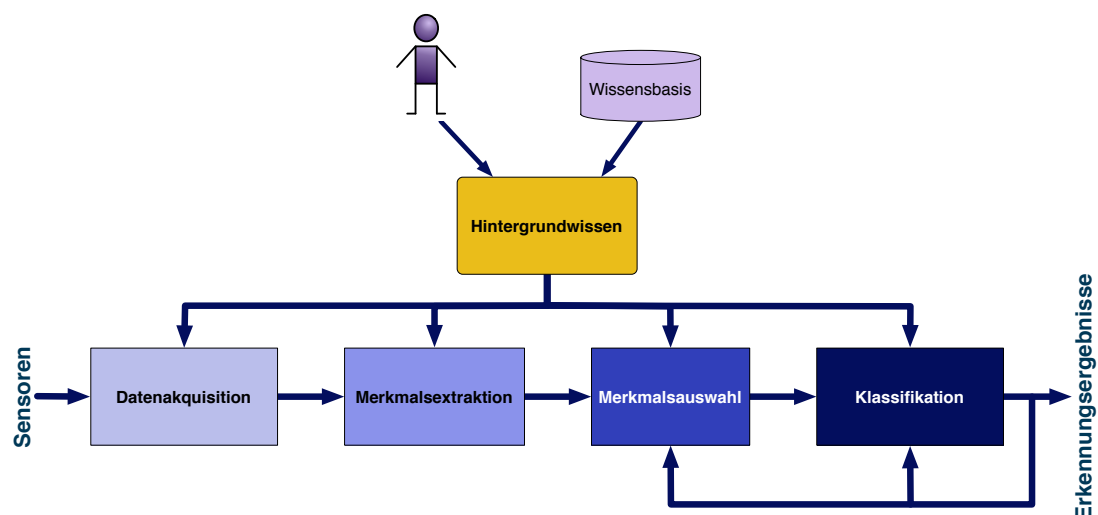 Wissensbasis
Hintergrundwissen
Sensoren
Datenakquisition
Merkmalsextraktion
Merkmalsauswahl
Klassifikation
Erkennungsergebnisse